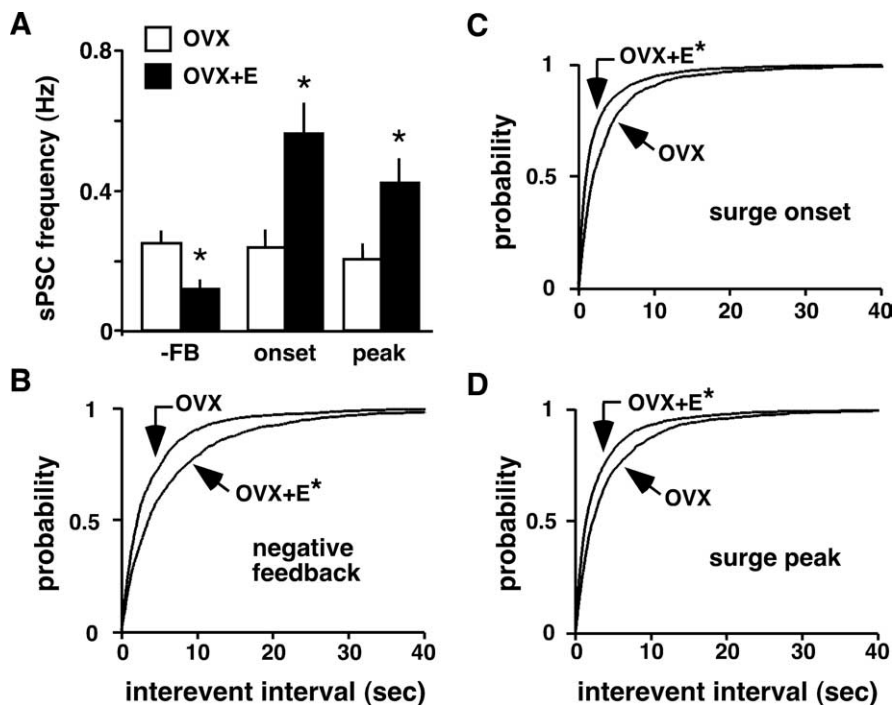 A
OVX
OVX+E
0.8
0.4
0
sPSC frequency (Hz)
*
*
*
-FB onset peak
B
OVX
OVX+E*
negative
feedback
1
0.5
0
probability
0 10 20 30 40
interevent interval (sec)
C
OVX+E*
OVX
surge onset
1
0.5
0
probability
0 10 20 30 40
D
OVX+E*
OVX
surge peak
1
0.5
0
probability
0 10 20 30 40
interevent interval (sec)